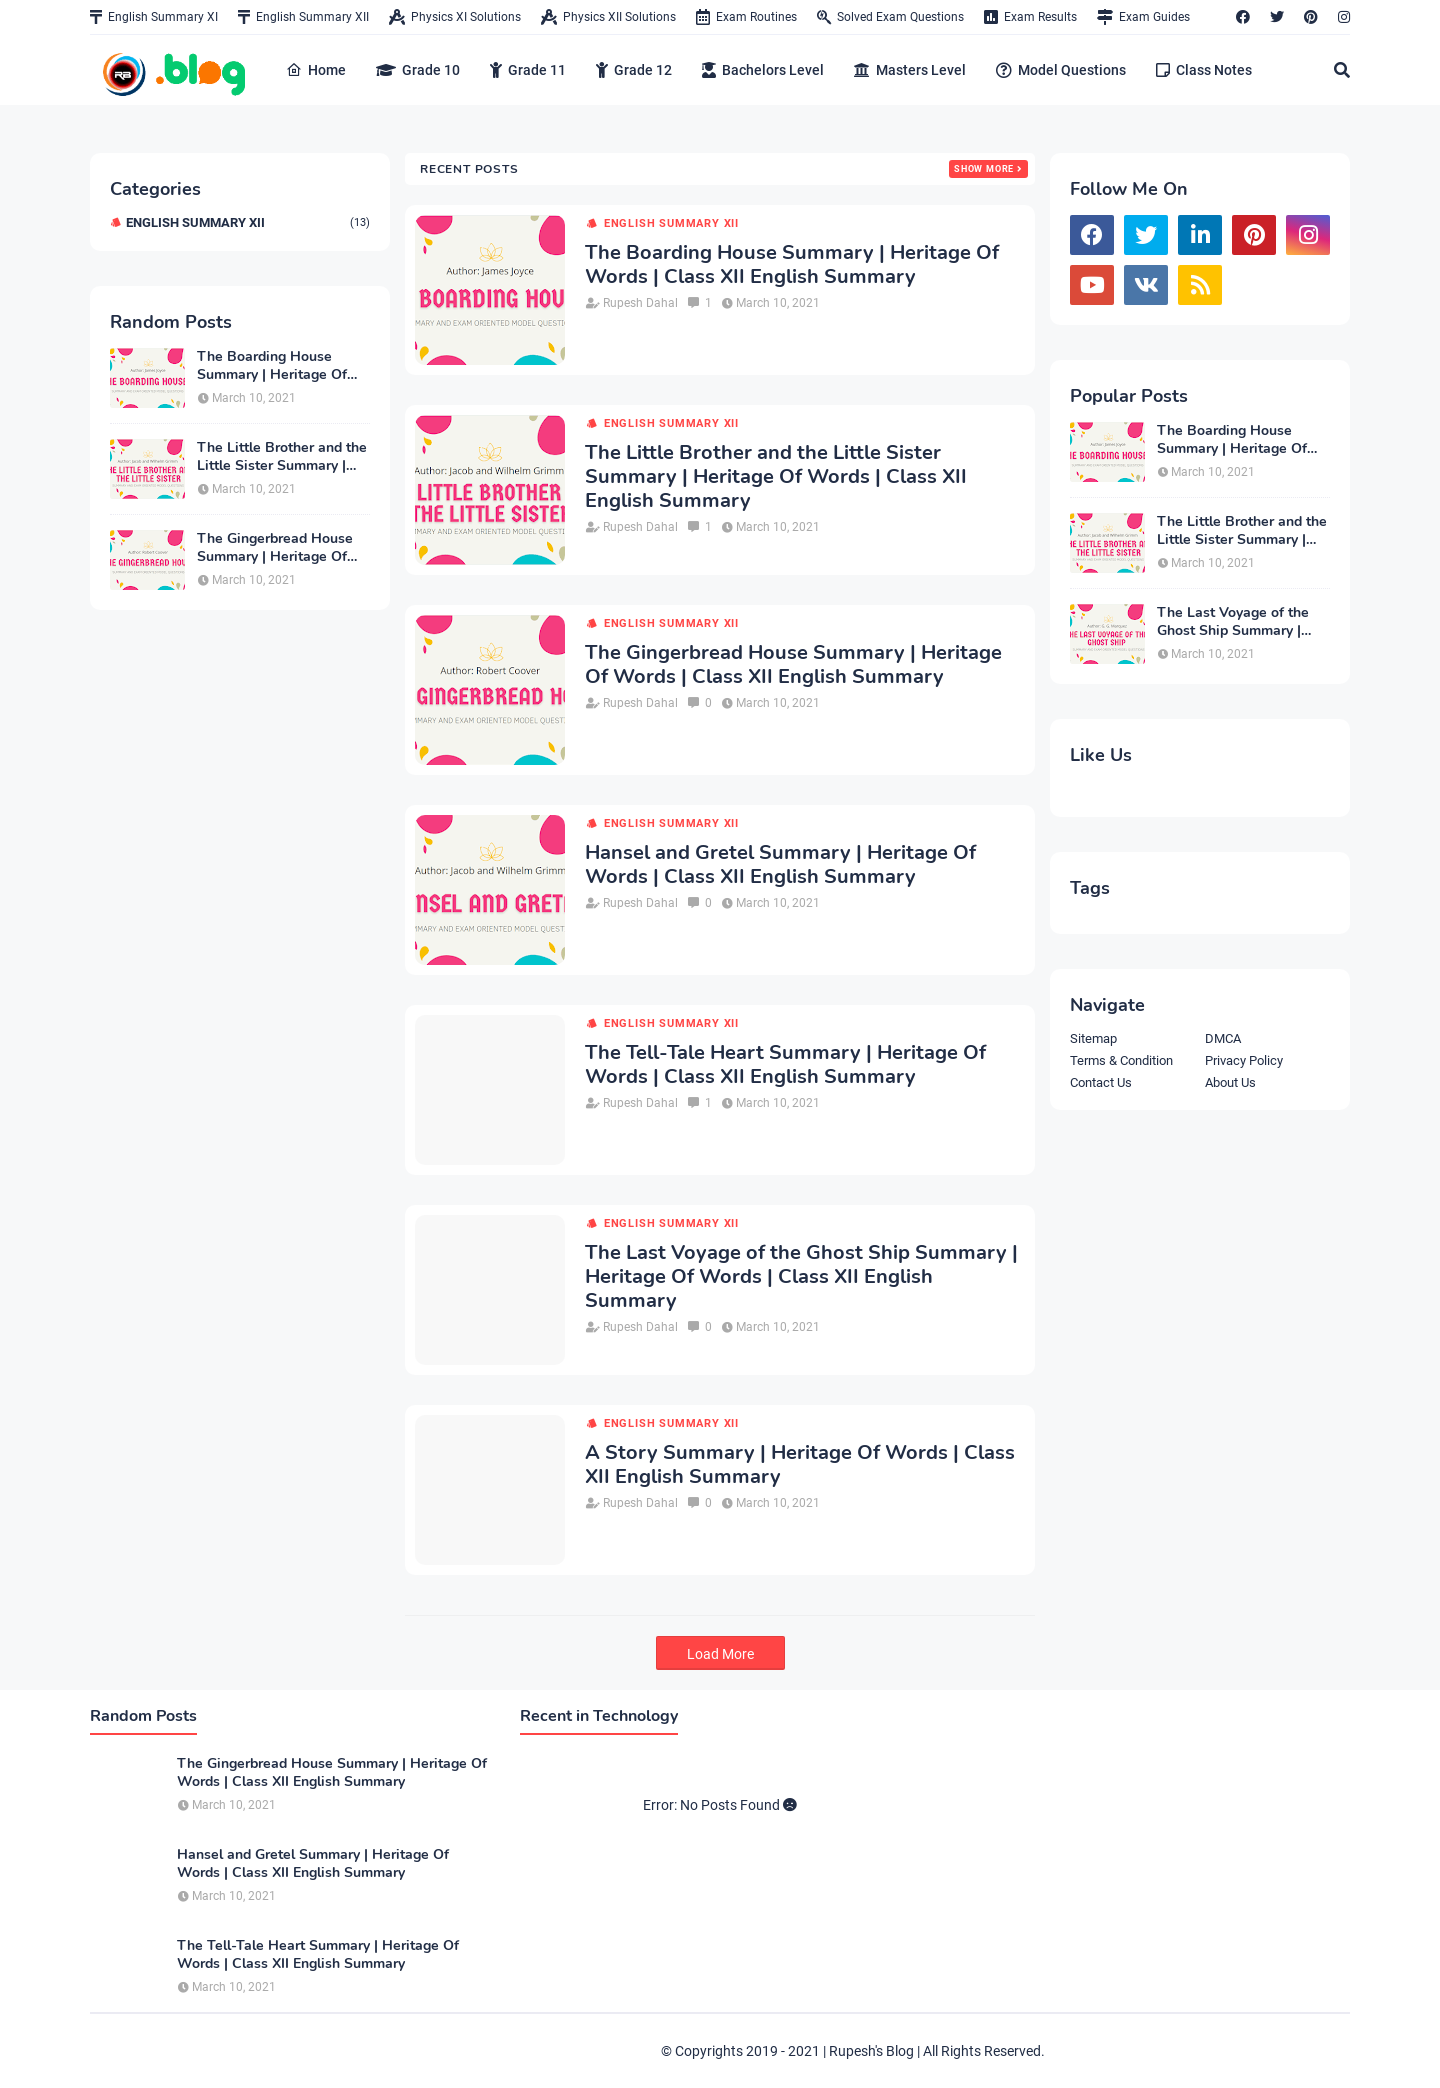 English Summary XI
English Summary XII
Physics XI Solutions
Physics XII Solutions
Exam Routines
Solved Exam Questions
Exam Results
Exam Guides
RB
.blog
Home
Grade 10
Grade 11
Grade 12
Bachelors Level
Masters Level
Model Questions
Class Notes
Categories
ENGLISH SUMMARY XII
(13)
Random Posts
The Boarding House
Summary | Heritage Of...
March 10, 2021
The Little Brother and the
Little Sister Summary |...
March 10, 2021
The Gingerbread House
Summary | Heritage Of...
March 10, 2021
RECENT POSTS
SHOW MORE
Author: James Joyce
BOARDING HOU
MARY AND EXAM ORIENTED MODEL QUESTIO
ENGLISH SUMMARY XII
The Boarding House Summary | Heritage Of
Words | Class XII English Summary
Rupesh Dahal 1 March 10, 2021
Author: Jacob and Wilhelm Grimm
LITTLE BROTHER
THE LITTLE SISTER
MMARY AND EXAM ORIENTED MODEL QUESTIO
ENGLISH SUMMARY XII
The Little Brother and the Little Sister
Summary | Heritage Of Words | Class XII
English Summary
Rupesh Dahal 1 March 10, 2021
Author: Robert Coover
GINGERBREAD HO
MMARY AND EXAM ORIENTED MODEL QUESTI
ENGLISH SUMMARY XII
The Gingerbread House Summary | Heritage
Of Words | Class XII English Summary
Rupesh Dahal 0 March 10, 2021
Author: Jacob and Wilhelm Grimm
NSEL AND GRET
MMARY AND EXAM ORIENTED MODEL QUESTIO
ENGLISH SUMMARY XII
Hansel and Gretel Summary | Heritage Of
Words | Class XII English Summary
Rupesh Dahal 0 March 10, 2021
ENGLISH SUMMARY XII
The Tell-Tale Heart Summary | Heritage Of
Words | Class XII English Summary
Rupesh Dahal 1 March 10, 2021
ENGLISH SUMMARY XII
The Last Voyage of the Ghost Ship Summary |
Heritage Of Words | Class XII English
Summary
Rupesh Dahal 0 March 10, 2021
ENGLISH SUMMARY XII
A Story Summary | Heritage Of Words | Class
XII English Summary
Rupesh Dahal 0 March 10, 2021
Load More
Follow Me On
Popular Posts
The Boarding House
Summary | Heritage Of...
March 10, 2021
The Little Brother and the
Little Sister Summary |...
March 10, 2021
The Last Voyage of the
Ghost Ship Summary |...
March 10, 2021
Like Us
Tags
Navigate
Sitemap
DMCA
Terms & Condition
Privacy Policy
Contact Us
About Us
Random Posts
The Gingerbread House Summary | Heritage Of
Words | Class XII English Summary
March 10, 2021
Hansel and Gretel Summary | Heritage Of
Words | Class XII English Summary
March 10, 2021
The Tell-Tale Heart Summary | Heritage Of
Words | Class XII English Summary
March 10, 2021
Recent in Technology
Error: No Posts Found
© Copyrights 2019 - 2021 | Rupesh's Blog | All Rights Reserved.